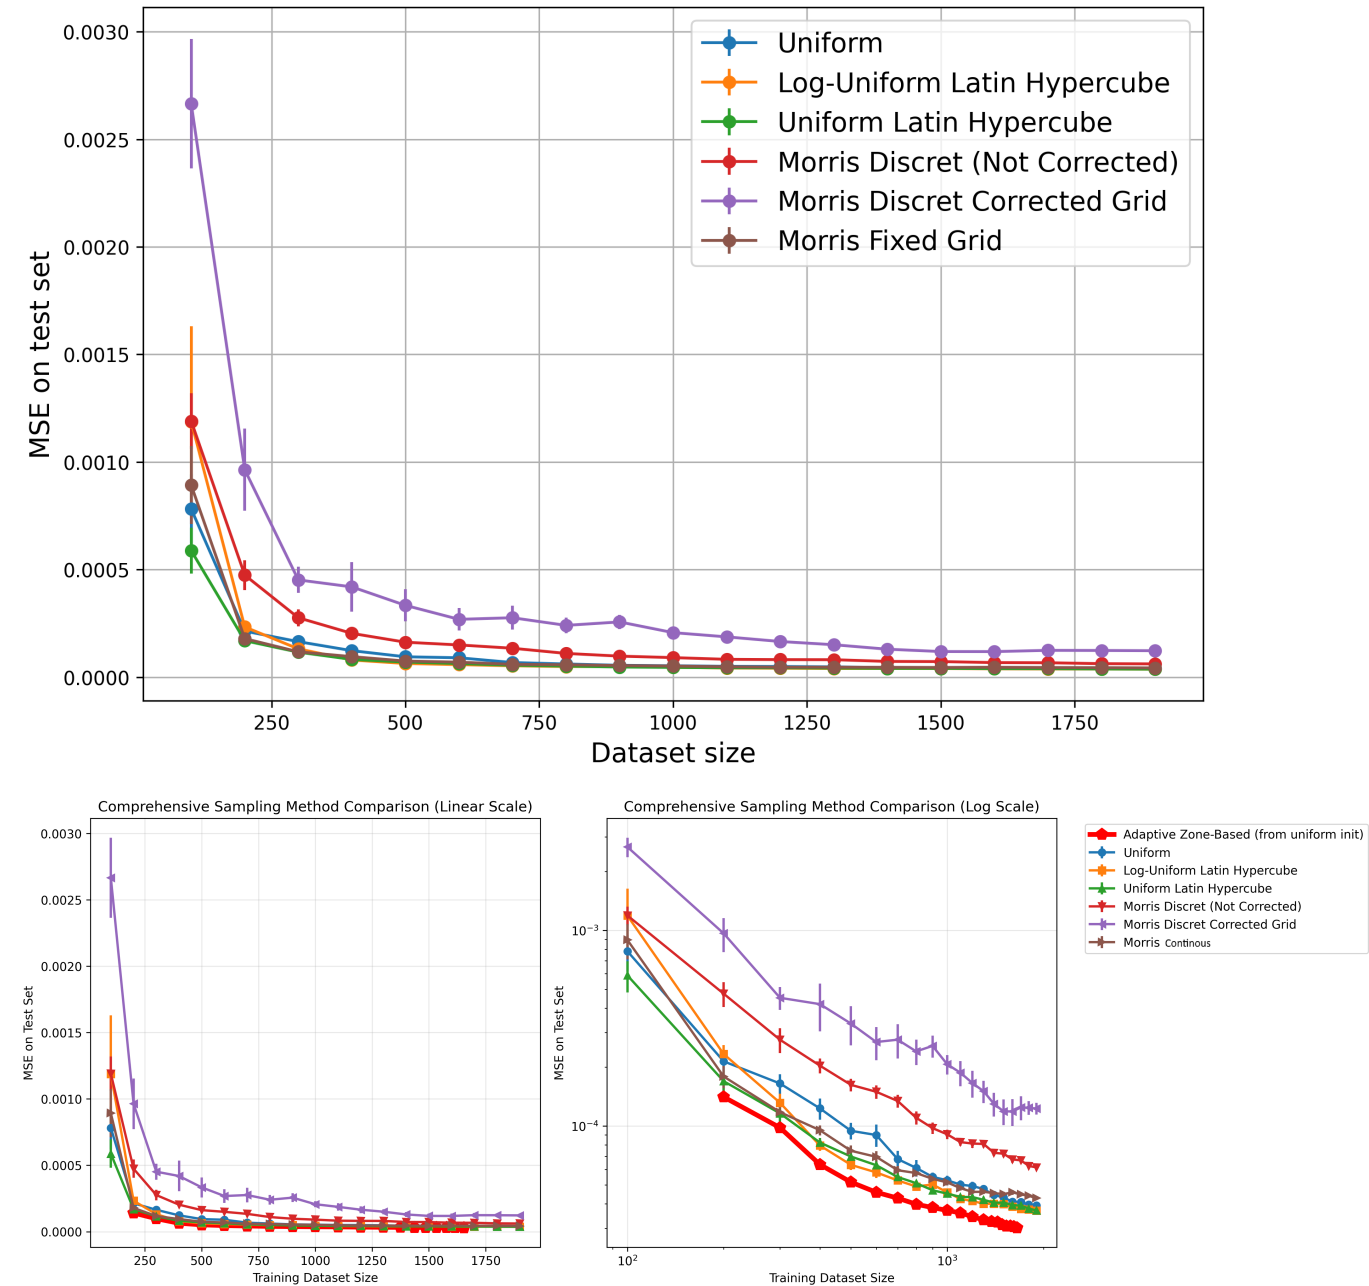 0.0030
0.0025
0.0020
0.0015
0.0010
0.0005
0.0000
MSE on test set
Uniform
Log-Uniform Latin Hypercube
Uniform Latin Hypercube
Morris Discret (Not Corrected)
Morris Discret Corrected Grid
Morris Fixed Grid
250 500 750 1000 1250 1500 1750
Dataset size
Comprehensive Sampling Method Comparison (Linear Scale)
0.0030
0.0025
0.0020
0.0015
0.0010
0.0005
0.0000
MSE on Test Set
250 500 750 1000 1250 1500 1750
Training Dataset Size
Comprehensive Sampling Method Comparison (Log Scale)
10⁻³
10⁻⁴
MSE on Test Set
10² 10³
Training Dataset Size
Adaptive Zone-Based (from uniform init)
Uniform
Log-Uniform Latin Hypercube
Uniform Latin Hypercube
Morris Discret (Not Corrected)
Morris Discret Corrected Grid
Morris Continous